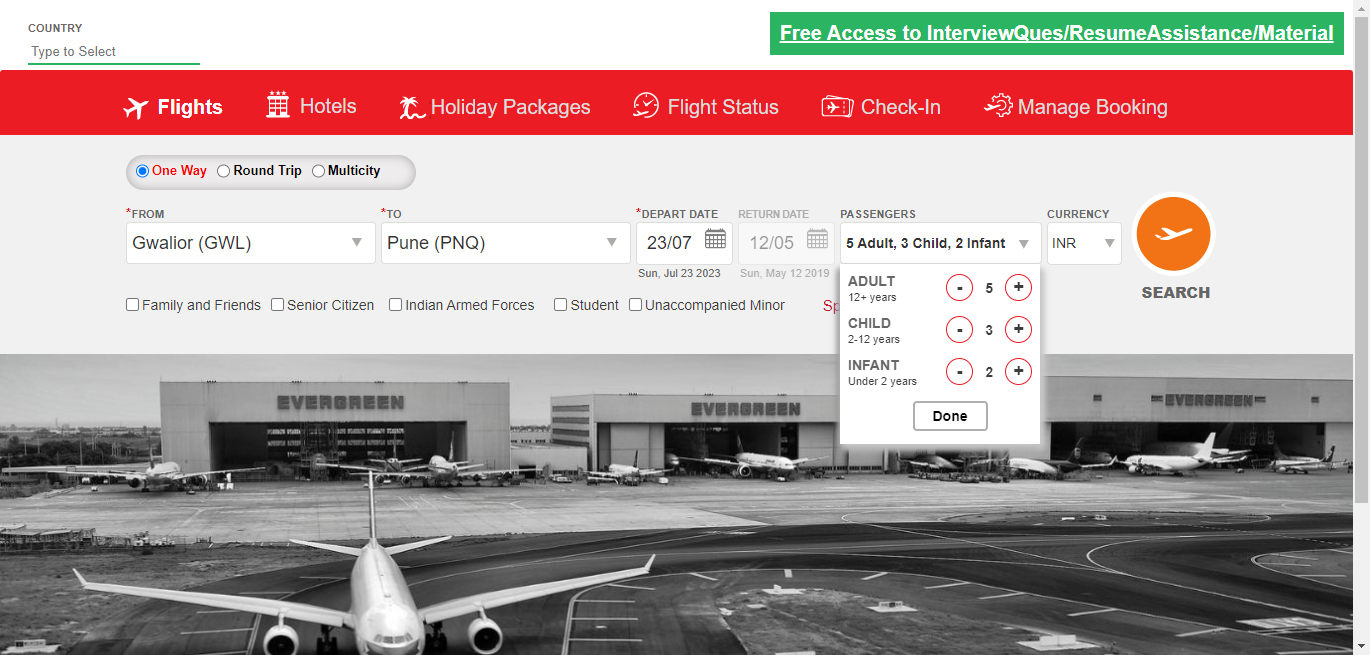 COUNTRY
Type to Select
Free Access to InterviewQues/ResumeAssistance/Material
Flights Hotels Holiday Packages Flight Status Check-In Manage Booking
One Way Round Trip Multicity
*FROM *TO *DEPART DATE RETURN DATE PASSENGERS CURRENCY
Gwalior (GWL) Pune (PNQ) 23/07 12/05 5 Adult, 3 Child, 2 Infant INR
Sun, Jul 23 2023 Sun, May 12 2019
SEARCH
Family and Friends Senior Citizen Indian Armed Forces Student Unaccompanied Minor
ADULT
12+ years
- 5 +
CHILD
2-12 years
- 3 +
INFANT
Under 2 years
- 2 +
Done
EVERGREEN
EVERGREEN
EVERGREEN